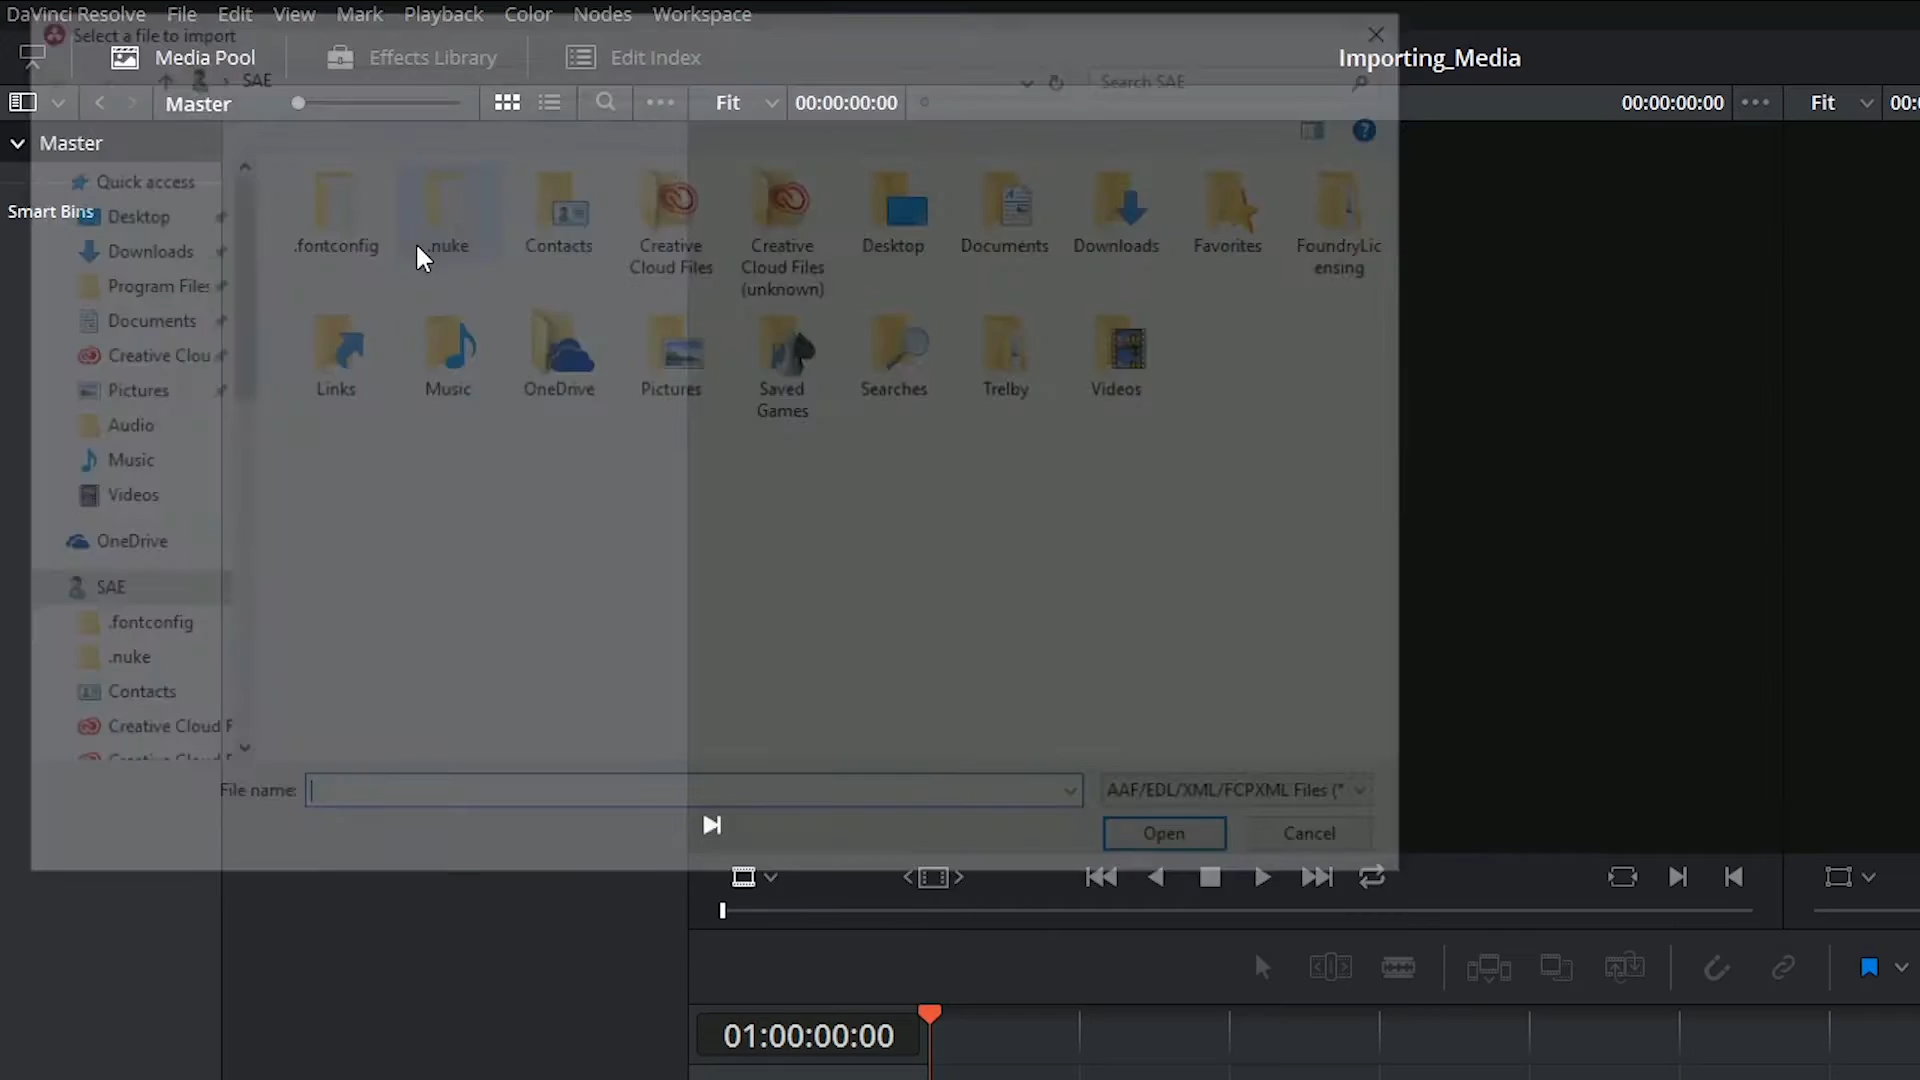 DaVinci Resolve File Edit View Mark Playback Color Nodes Workspace
Select a file to import
Media Pool Effects Library Edit Index Importing_Media
SAE Search SAE
Master Fit 00:00:00:00 00:00:00:00 Fit 00:
Master
Quick access
Smart Bins
Desktop
Downloads
Program Files
Documents
Creative Clou
Pictures
Audio
Music
Videos
OneDrive
SAE
.fontconfig
.nuke
Contacts
Creative Cloud F
Creative Cloud F
.fontconfig .nuke Contacts Creative Cloud Files Creative Cloud Files (unknown) Desktop Documents Downloads Favorites FoundryLicensing
Links Music OneDrive Pictures Saved Games Searches Trelby Videos
File name: AAF/EDL/XML/FCPXML Files (*
Open Cancel
01:00:00:00